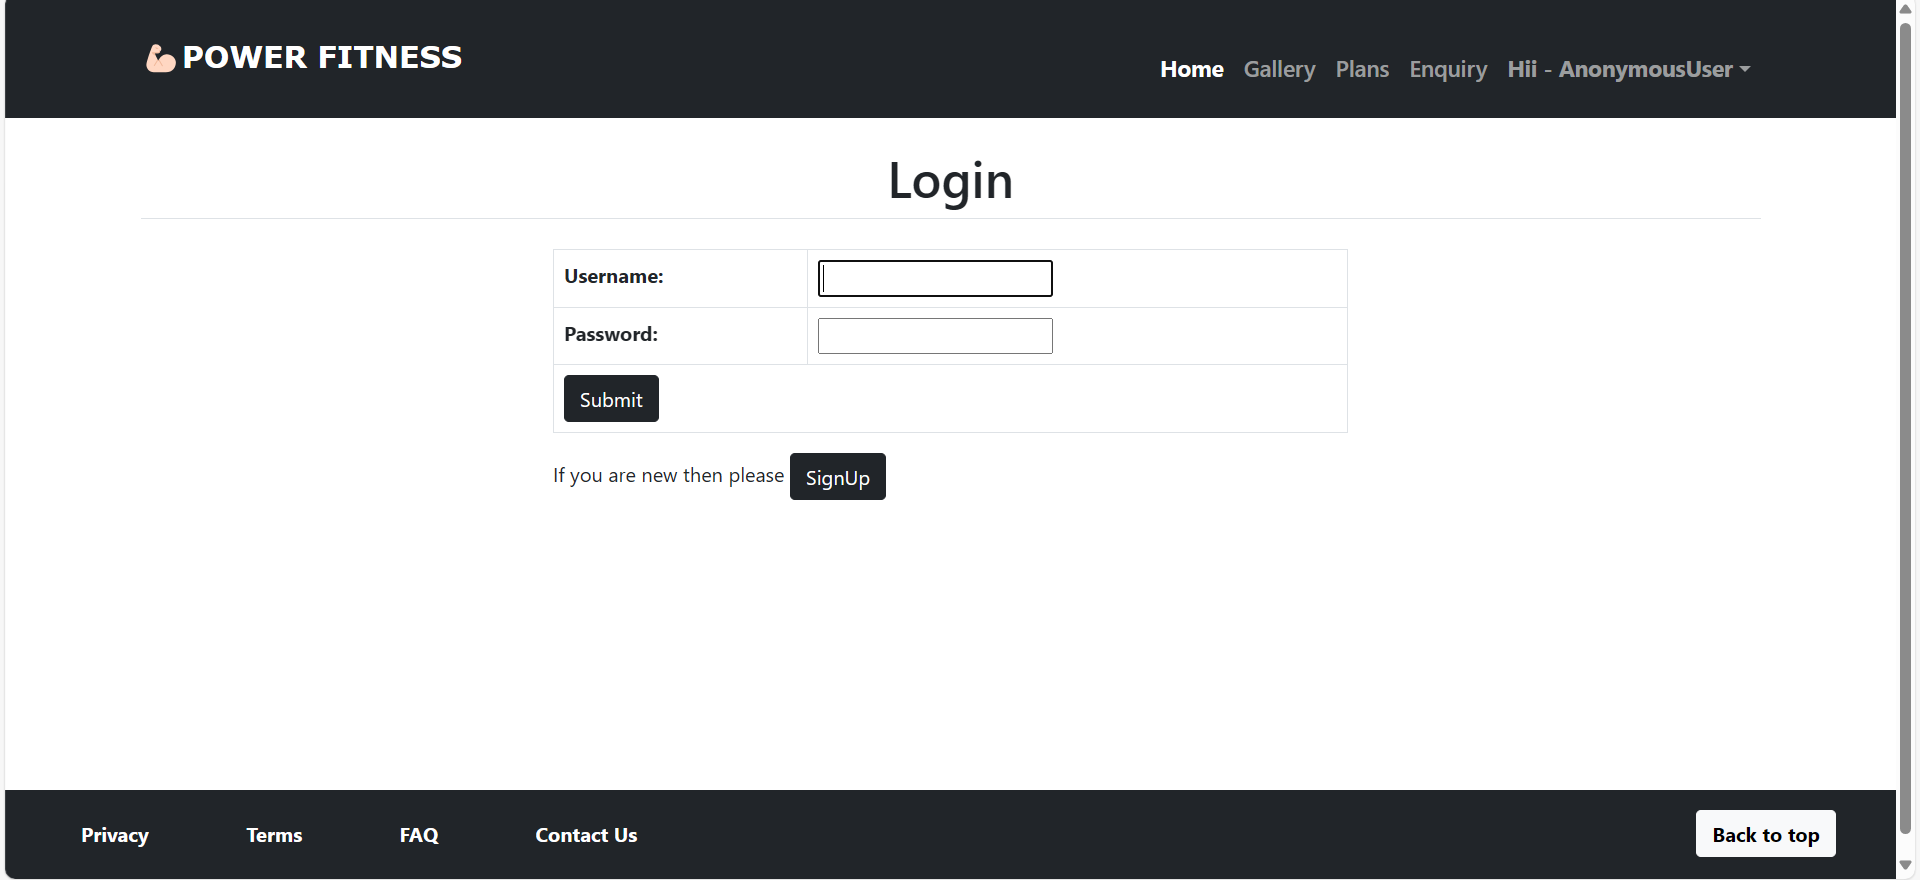 POWER FITNESS
Home Gallery Plans Enquiry Hii - AnonymousUser
Login
Username:
Password:
Submit
If you are new then please SignUp
Privacy Terms FAQ Contact Us Back to top